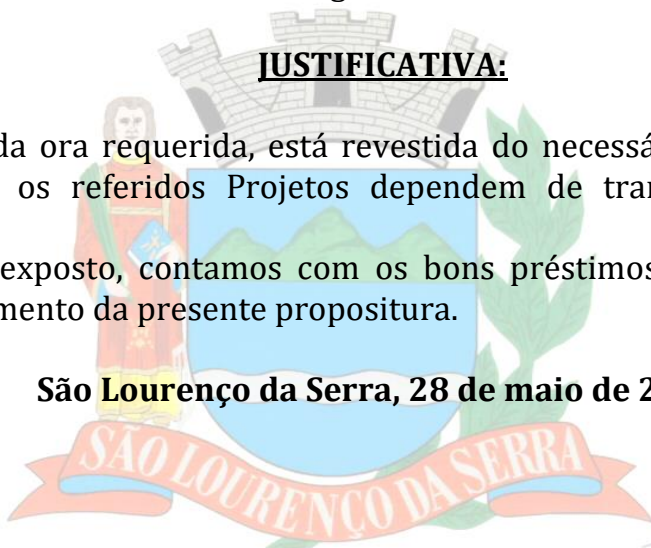 JUSTIFICATIVA:
da ora requerida, está revestida do necessá
os referidos Projetos dependem de tra
exposto, contamos com os bons préstimos
mento da presente propositura.
São Lourenço da Serra, 28 de maio de 2
SÃO LOURENÇO DA SERRA